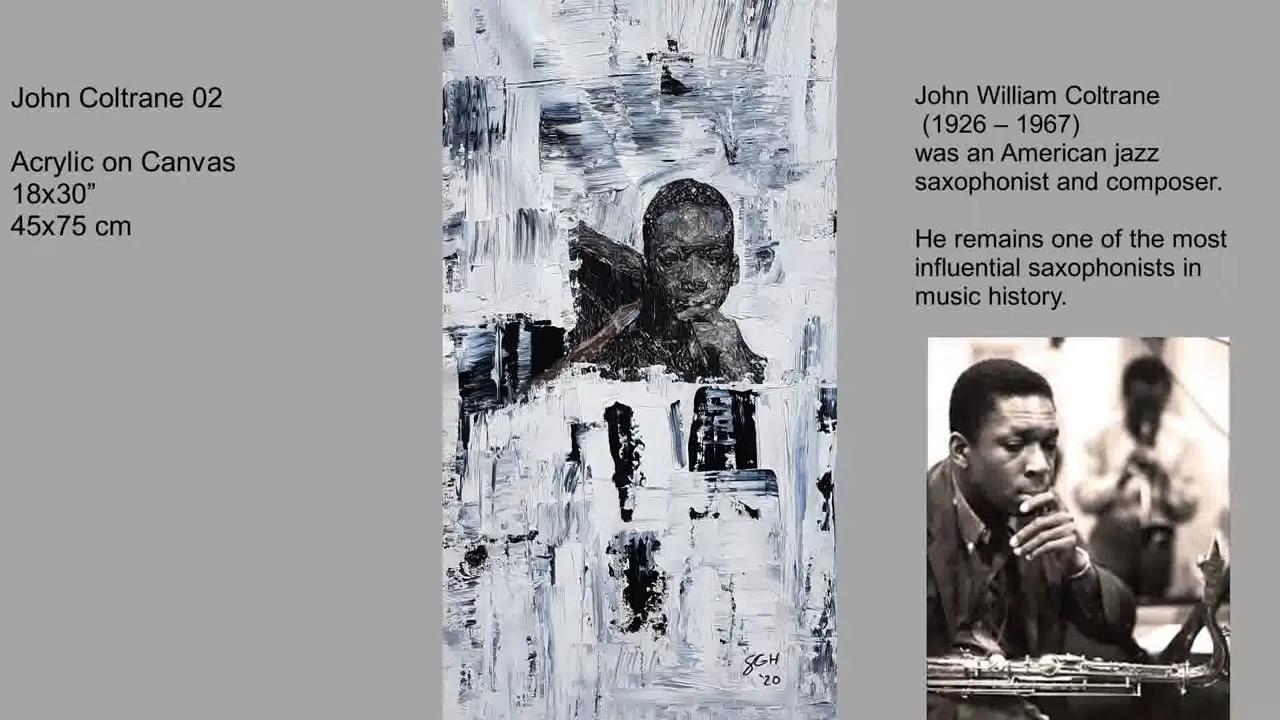 John Coltrane 02
Acrylic on Canvas
18x30”
45x75 cm
John William Coltrane
(1926 – 1967)
was an American jazz
saxophonist and composer.
He remains one of the most
influential saxophonists in
music history.
SGH
'20